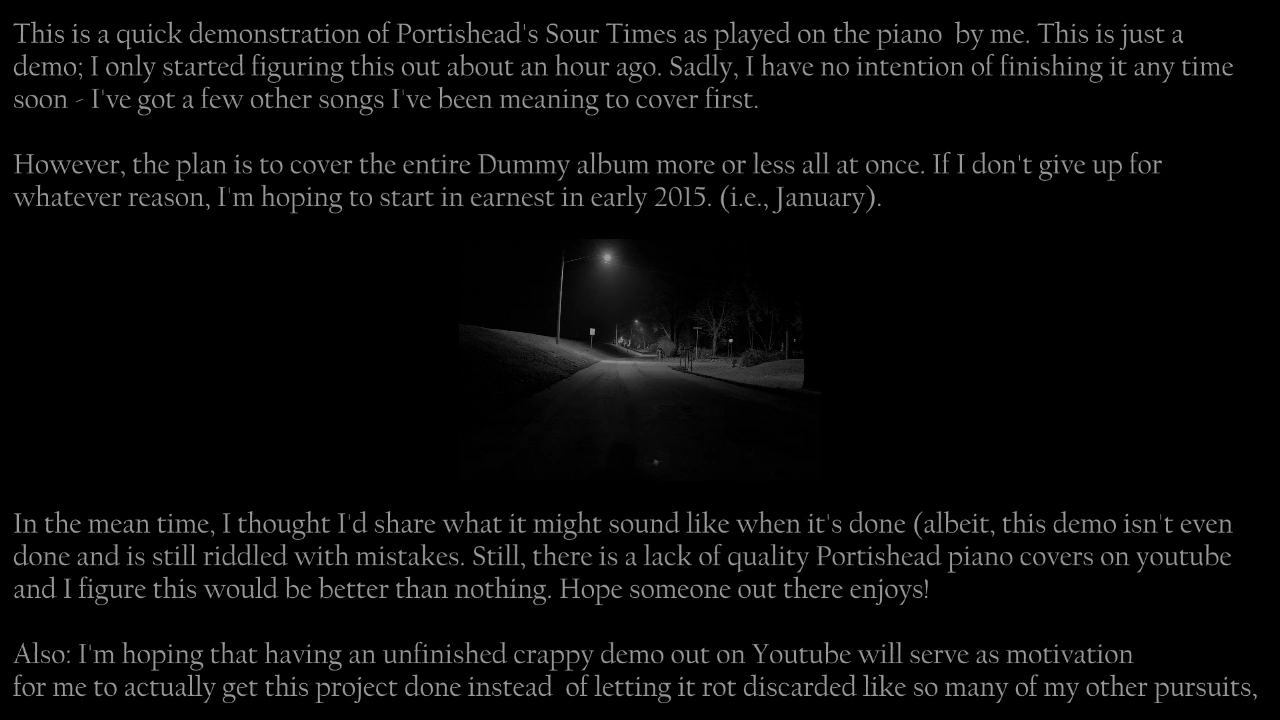 This is a quick demonstration of Portishead's Sour Times as played on the piano  by me. This is just a
demo; I only started figuring this out about an hour ago. Sadly, I have no intention of finishing it any time
soon - I've got a few other songs I've been meaning to cover first.
However, the plan is to cover the entire Dummy album more or less all at once. If I don't give up for
whatever reason, I'm hoping to start in earnest in early 2015. (i.e., January).
In the mean time, I thought I'd share what it might sound like when it's done (albeit, this demo isn't even
done and is still riddled with mistakes. Still, there is a lack of quality Portishead piano covers on youtube
and I figure this would be better than nothing. Hope someone out there enjoys!
Also: I'm hoping that having an unfinished crappy demo out on Youtube will serve as motivation
for me to actually get this project done instead  of letting it rot discarded like so many of my other pursuits,